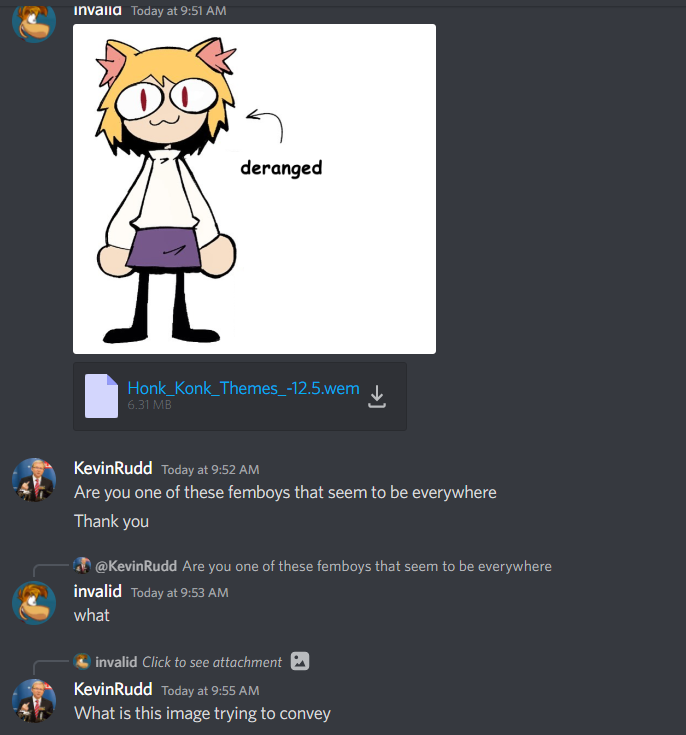 invalid Today at 9:51 AM
deranged
Honk_Konk_Themes_-12.5.wem
6.31 MB
KevinRudd Today at 9:52 AM
Are you one of these femboys that seem to be everywhere
Thank you
@KevinRudd Are you one of these femboys that seem to be everywhere
invalid Today at 9:53 AM
what
invalid Click to see attachment
KevinRudd Today at 9:55 AM
What is this image trying to convey